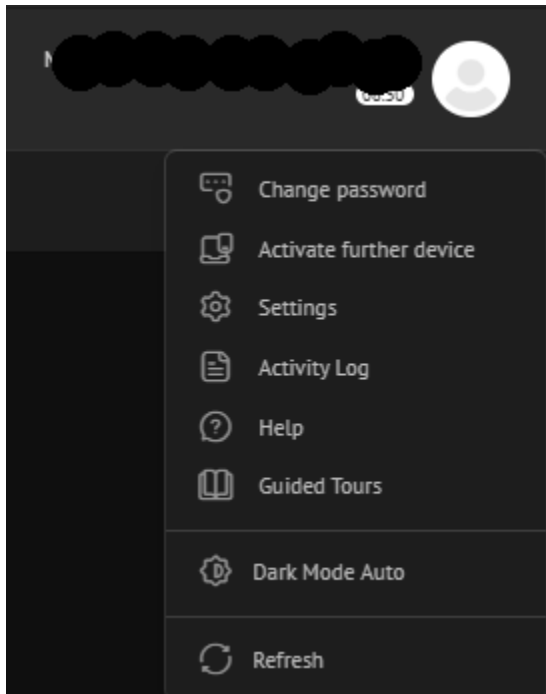 Change password
Activate further device
Settings
Activity Log
Help
Guided Tours
Dark Mode Auto
Refresh